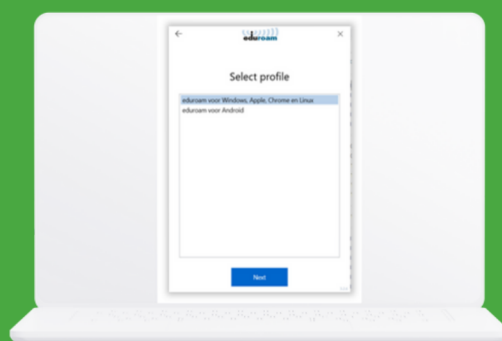 eduroam
Select profile
eduroam voor Windows, Apple, Chrome en Linux
eduroam voor Android
Next